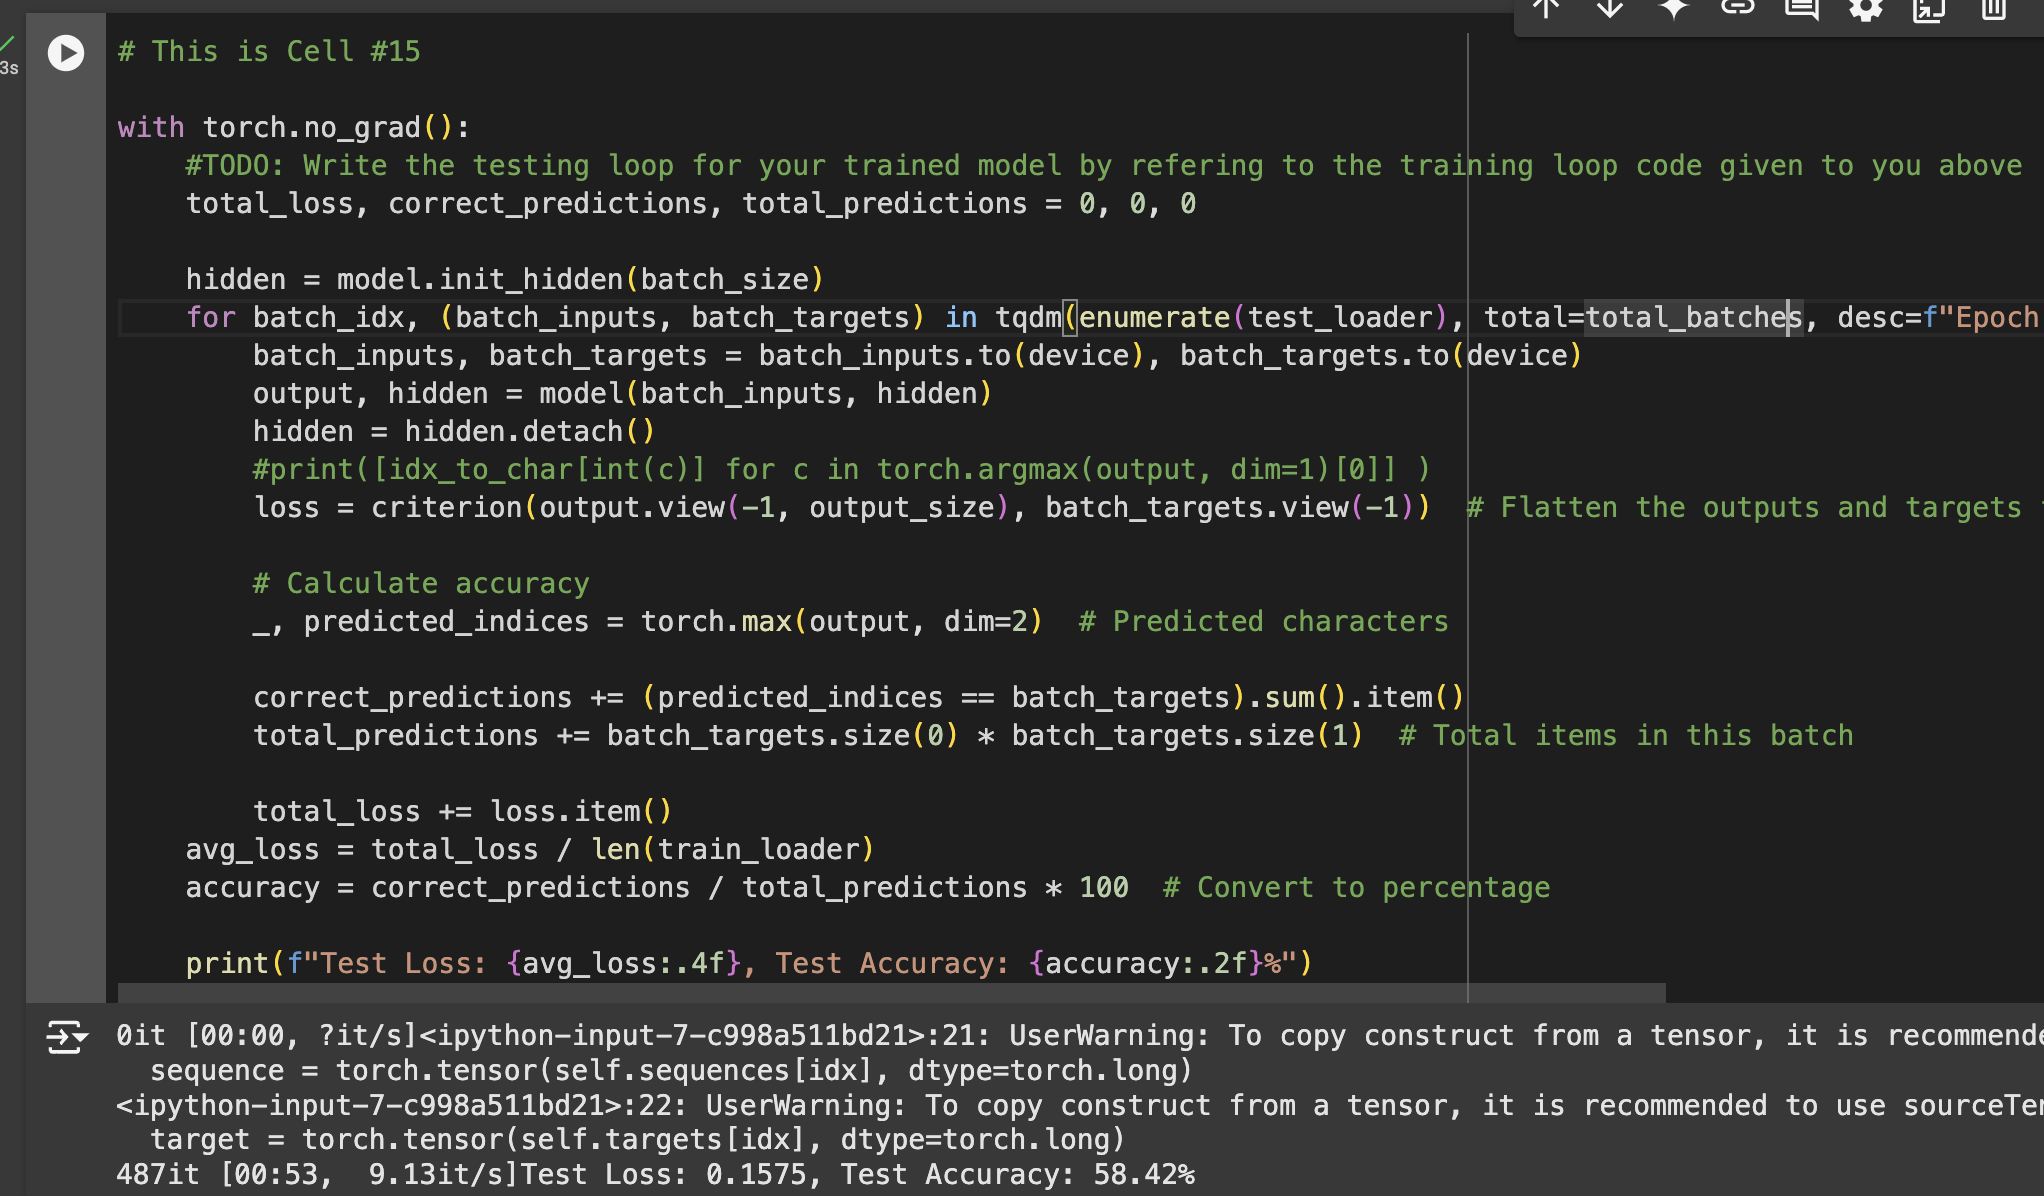 # This is Cell #15
3s
with torch.no_grad():
#TODO: Write the testing loop for your trained model by refering to the training loop code given to you above
total_loss, correct_predictions, total_predictions = 0, 0, 0
hidden = model.init_hidden(batch_size)
for batch_idx, (batch_inputs, batch_targets) in tqdm(enumerate(test_loader), total=total_batches, desc=f"Epoch
batch_inputs, batch_targets = batch_inputs.to(device), batch_targets.to(device)
output, hidden = model(batch_inputs, hidden)
hidden = hidden.detach()
#print([idx_to_char[int(c)] for c in torch.argmax(output, dim=1)[0]] )
loss = criterion(output.view(-1, output_size), batch_targets.view(-1))  # Flatten the outputs and targets
# Calculate accuracy
_, predicted_indices = torch.max(output, dim=2)  # Predicted characters
correct_predictions += (predicted_indices == batch_targets).sum().item()
total_predictions += batch_targets.size(0) * batch_targets.size(1)  # Total items in this batch
total_loss += loss.item()
avg_loss = total_loss / len(train_loader)
accuracy = correct_predictions / total_predictions * 100  # Convert to percentage
print(f"Test Loss: {avg_loss:.4f}, Test Accuracy: {accuracy:.2f}%")
0it [00:00, ?it/s]<ipython-input-7-c998a511bd21>:21: UserWarning: To copy construct from a tensor, it is recommende
sequence = torch.tensor(self.sequences[idx], dtype=torch.long)
<ipython-input-7-c998a511bd21>:22: UserWarning: To copy construct from a tensor, it is recommended to use sourceTen
target = torch.tensor(self.targets[idx], dtype=torch.long)
487it [00:53,  9.13it/s]Test Loss: 0.1575, Test Accuracy: 58.42%